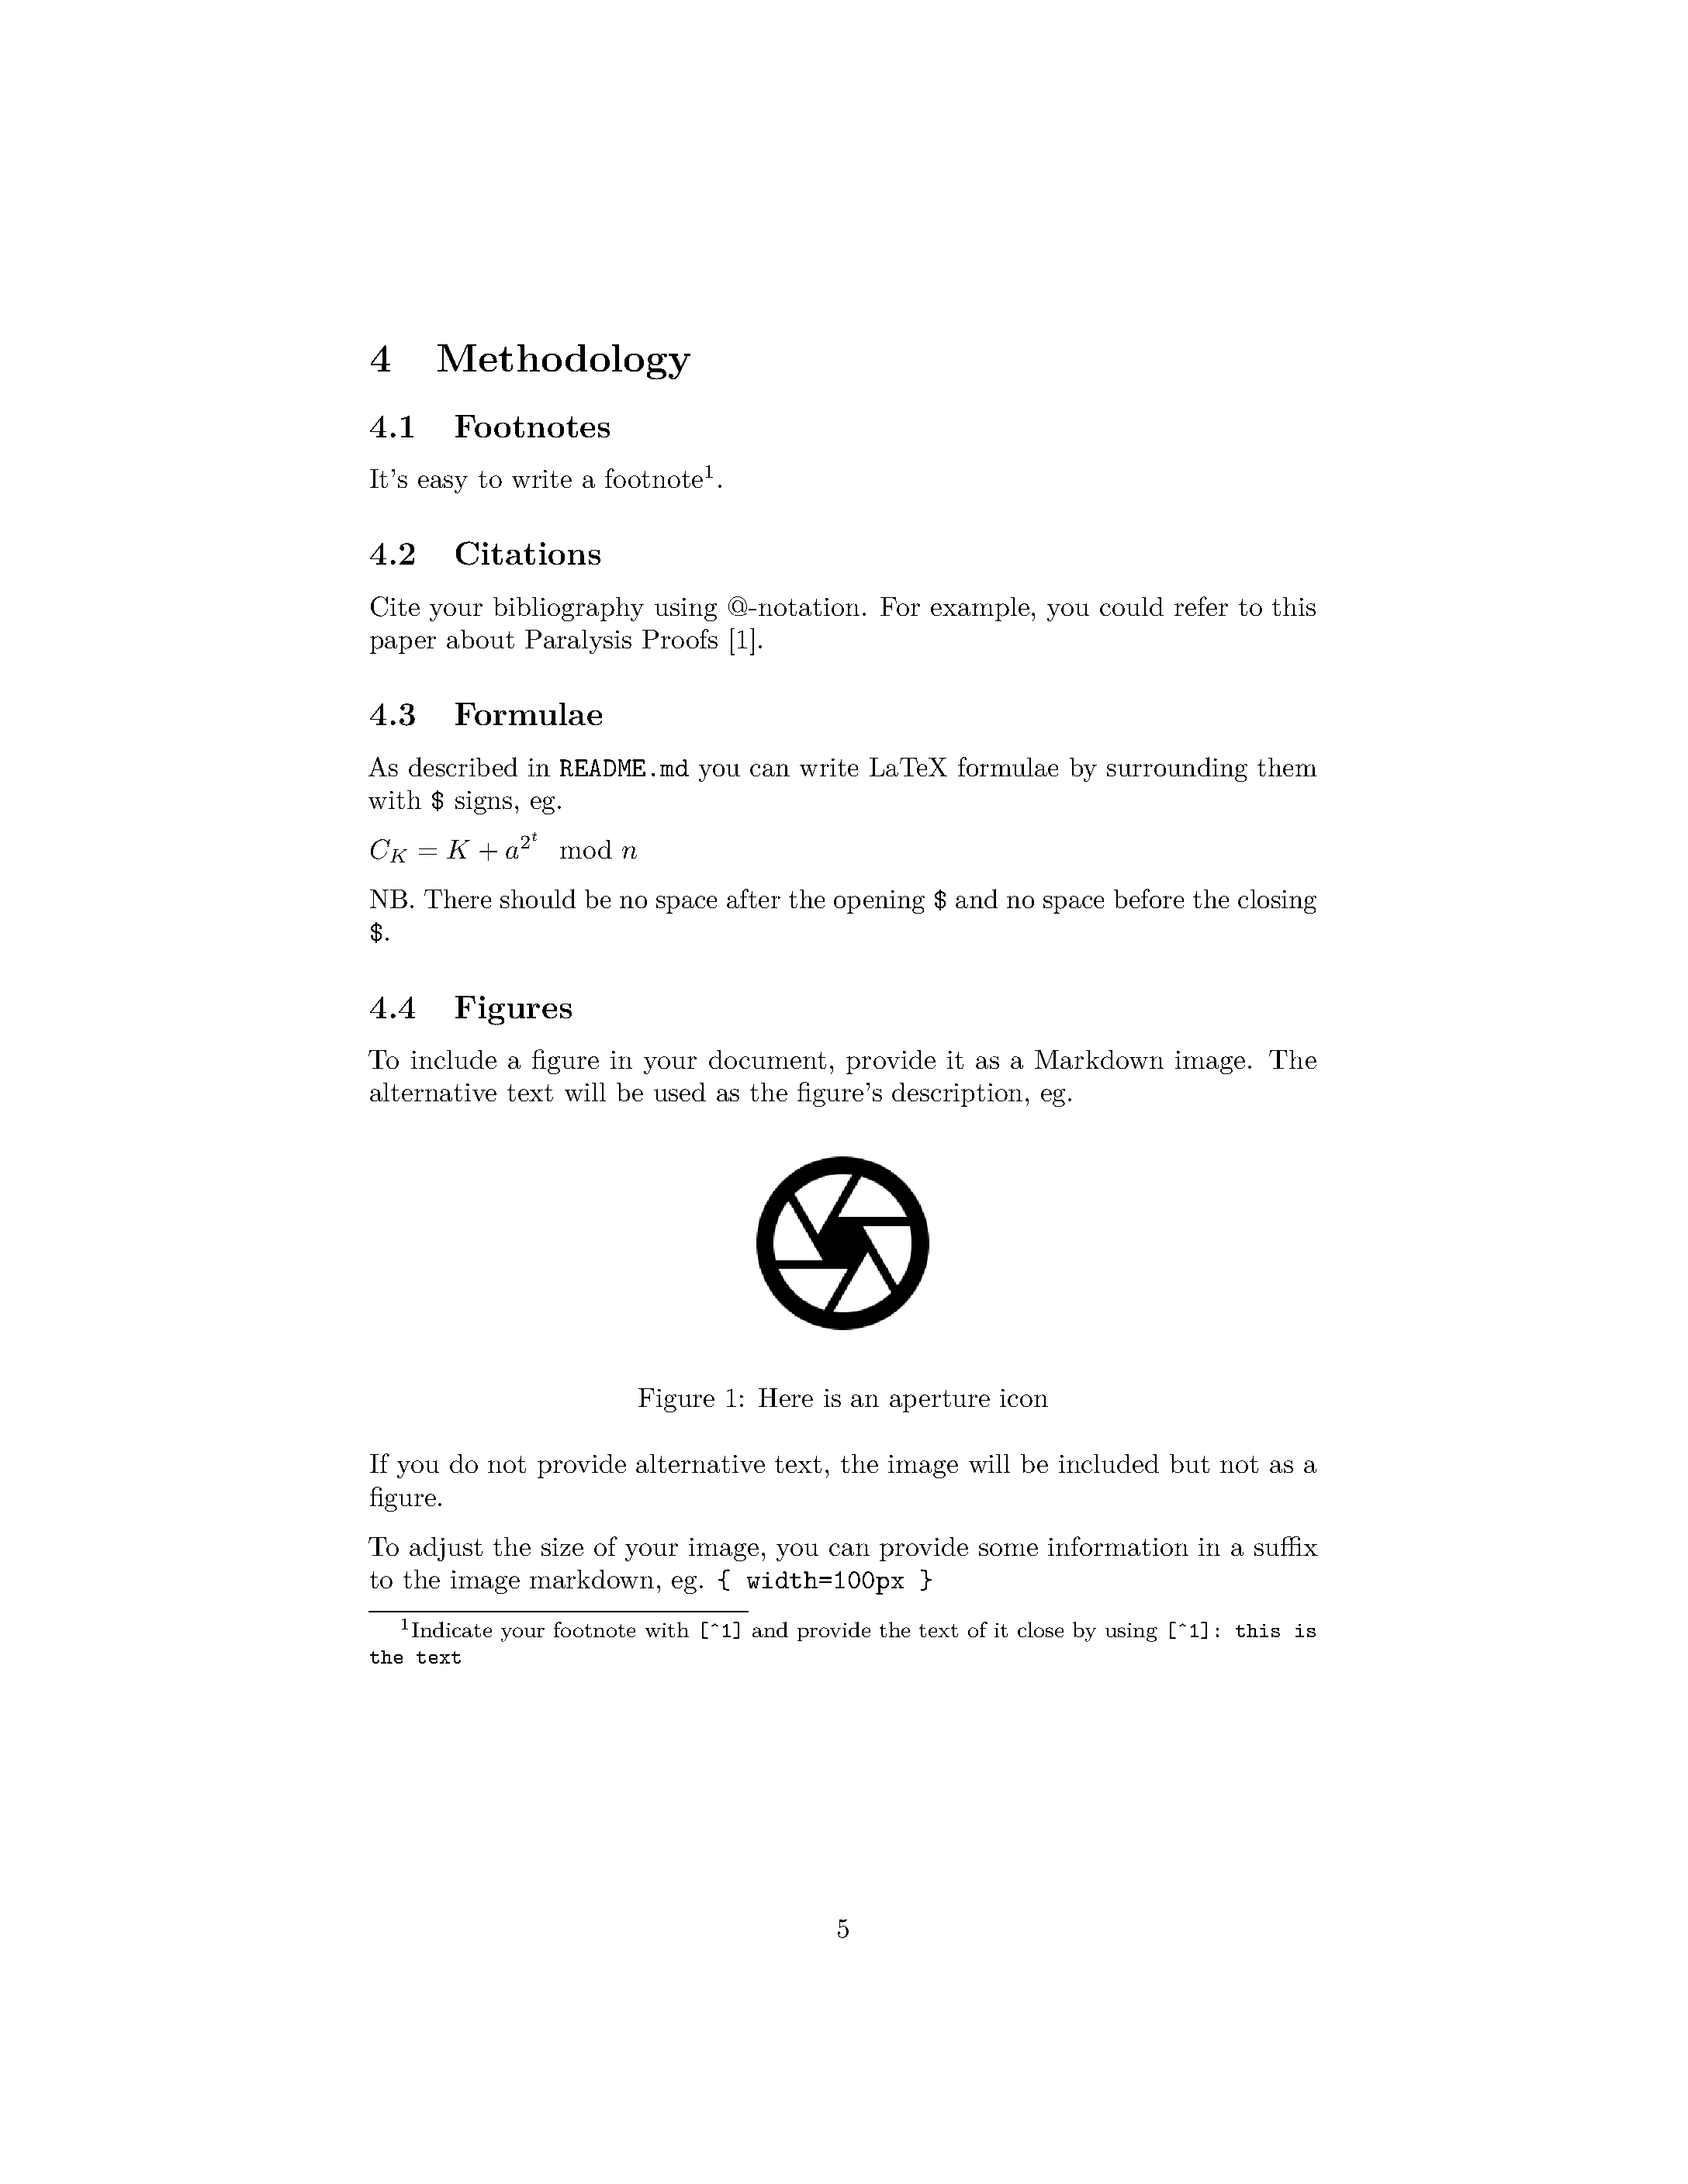 4 Methodology
4.1 Footnotes
It's easy to write a footnote¹.
4.2 Citations
Cite your bibliography using @-notation. For example, you could refer to this
paper about Paralysis Proofs [1].
4.3 Formulae
As described in README.md you can write LaTeX formulae by surrounding them
with $ signs, eg.
$C_K = K + a^{2^t} \mod n$
NB. There should be no space after the opening $ and no space before the closing
$.
4.4 Figures
To include a figure in your document, provide it as a Markdown image. The
alternative text will be used as the figure's description, eg.
Figure 1: Here is an aperture icon
If you do not provide alternative text, the image will be included but not as a
figure.
To adjust the size of your image, you can provide some information in a suffix
to the image markdown, eg. { width=100px }
¹Indicate your footnote with [^1] and provide the text of it close by using [^1]: this is
the text
5